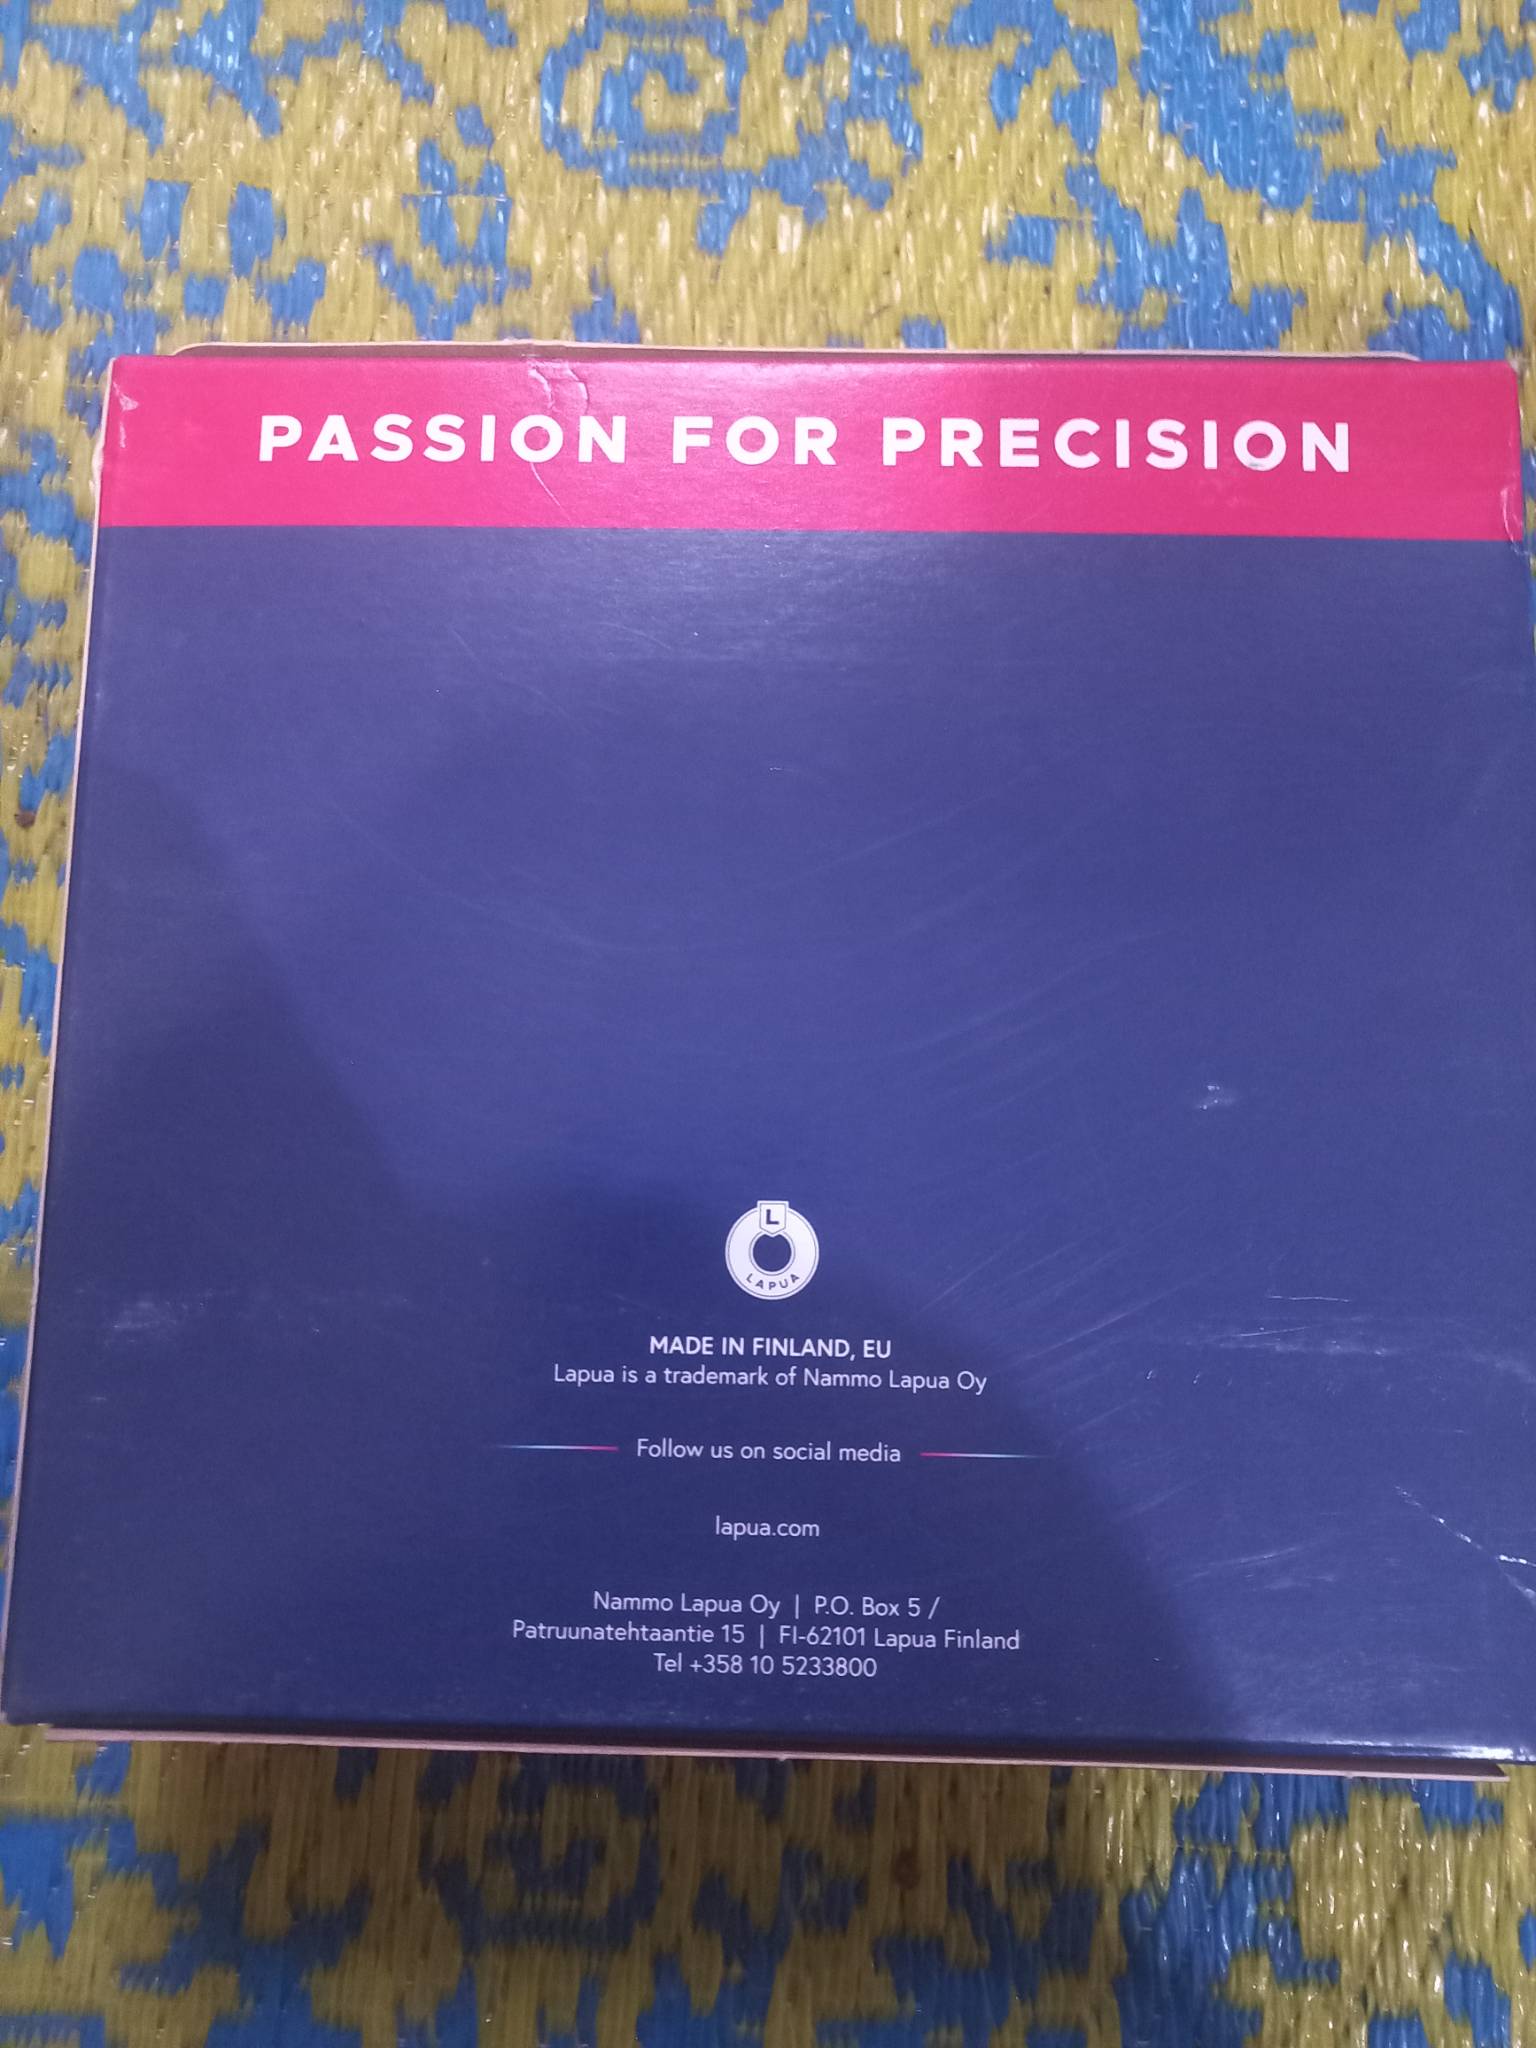 PASSION FOR PRECISION
L
LAPUA
MADE IN FINLAND, EU
Lapua is a trademark of Nammo Lapua Oy
Follow us on social media
lapua.com
Nammo Lapua Oy | P.O. Box 5 /
Patruunatehtaantie 15 | FI-62101 Lapua Finland
Tel +358 10 5233800